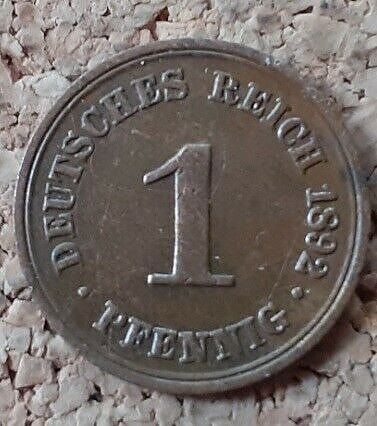 DEUTSCHES REICH 1892
1
• PFENNIG •